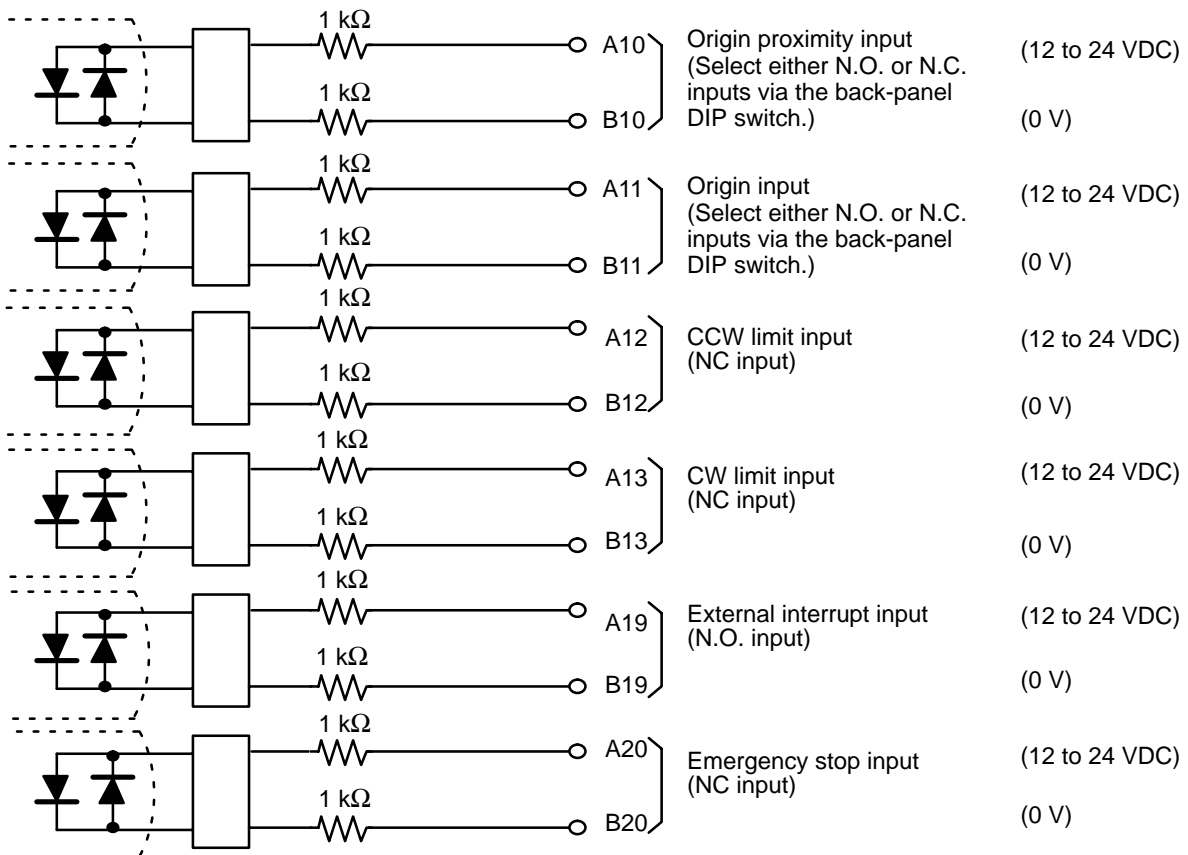 1 kΩ
A10 Origin proximity input (12 to 24 VDC)
(Select either N.O. or N.C.
1 kΩ
inputs via the back-panel
B10 DIP switch.) (0 V)
1 kΩ
A11 Origin input (12 to 24 VDC)
(Select either N.O. or N.C.
1 kΩ
inputs via the back-panel
B11 DIP switch.) (0 V)
1 kΩ
A12 CCW limit input (12 to 24 VDC)
(NC input)
1 kΩ
B12 (0 V)
1 kΩ
A13 CW limit input (12 to 24 VDC)
(NC input)
1 kΩ
B13 (0 V)
1 kΩ
A19 External interrupt input (12 to 24 VDC)
(N.O. input)
1 kΩ
B19 (0 V)
1 kΩ
A20 Emergency stop input (12 to 24 VDC)
(NC input)
1 kΩ
B20 (0 V)